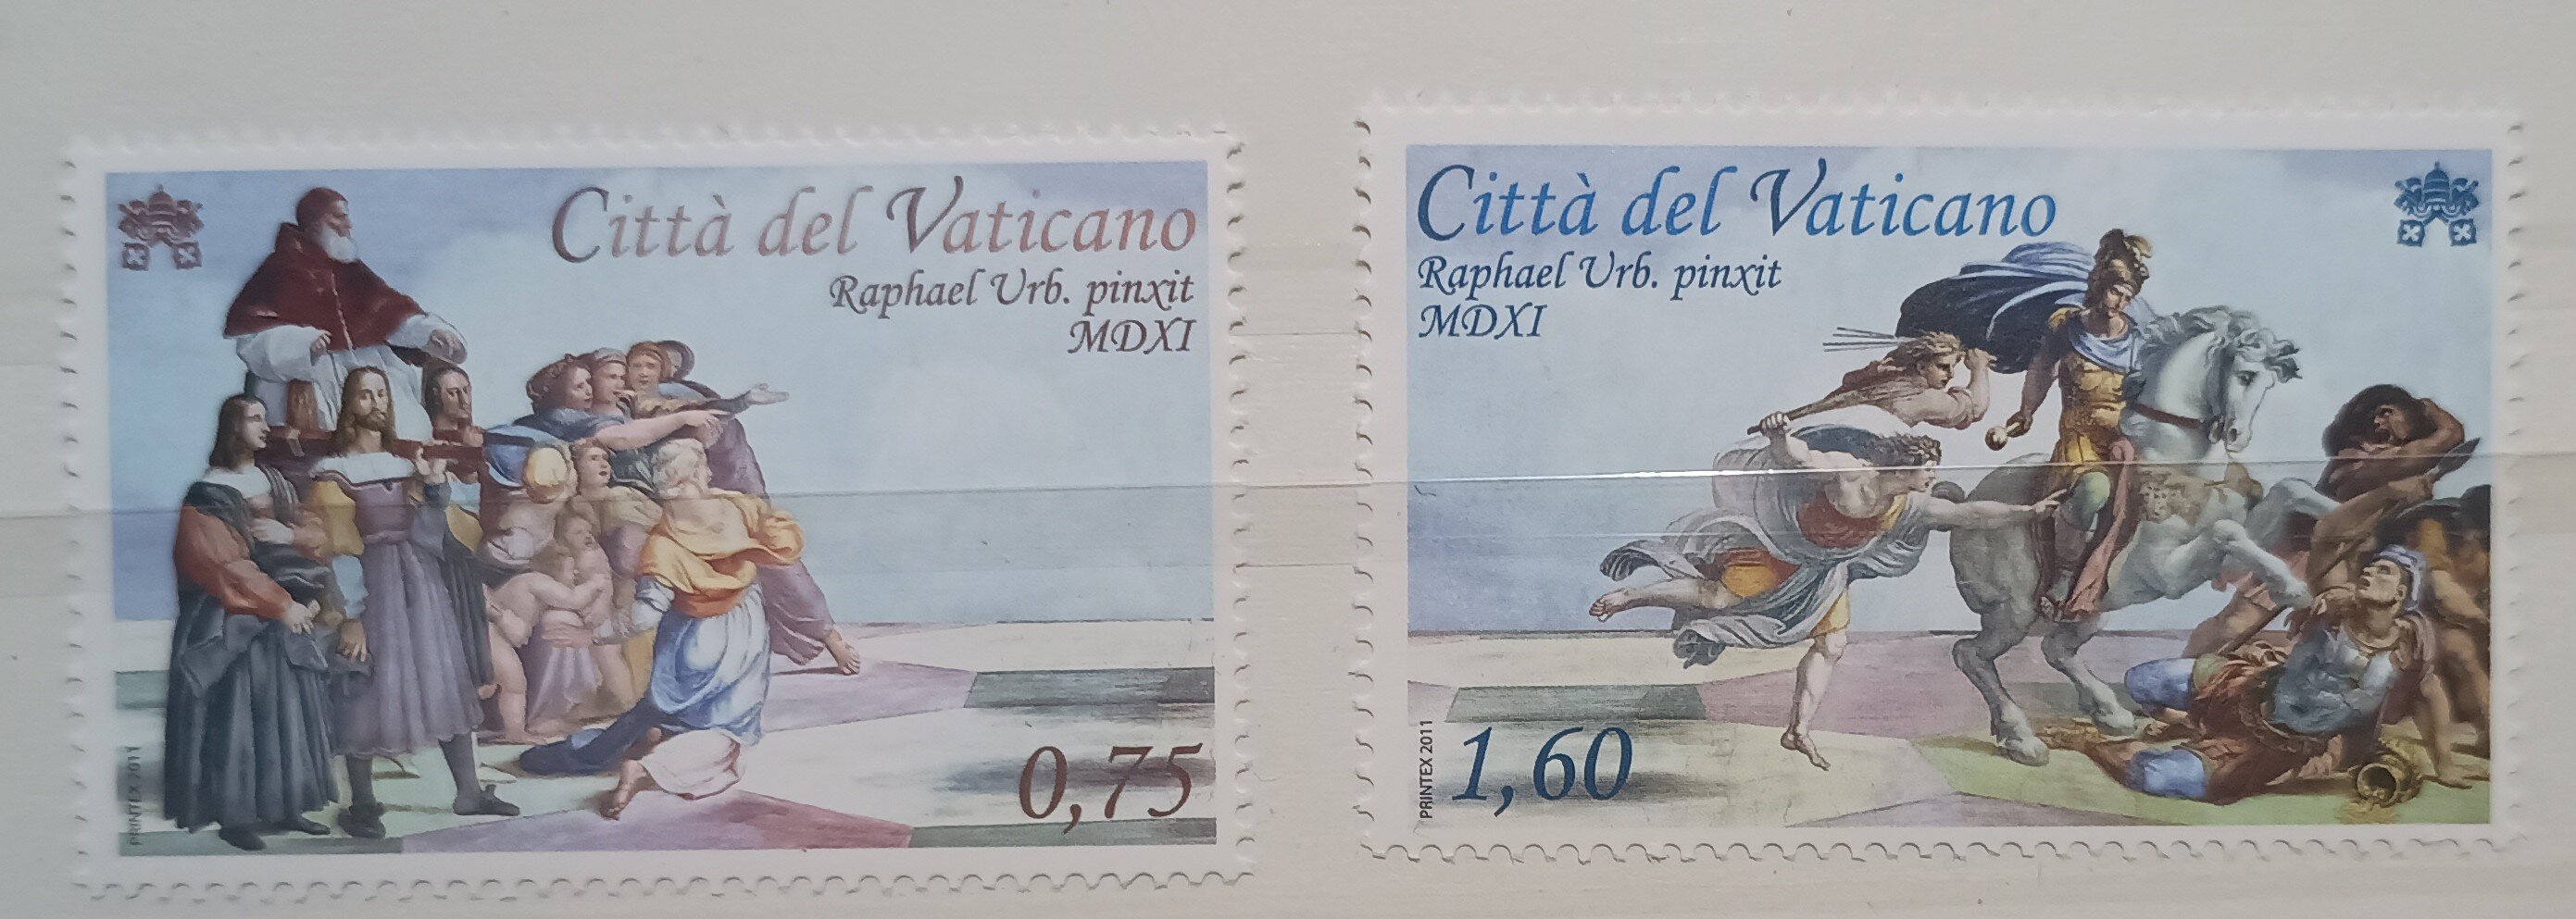 Città del Vaticano
Raphael Urb. pinxit
MDXI
0,75
PRINTEX 2011
Città del Vaticano
Raphael Urb. pinxit
MDXI
1,60
PRINTEX 2011